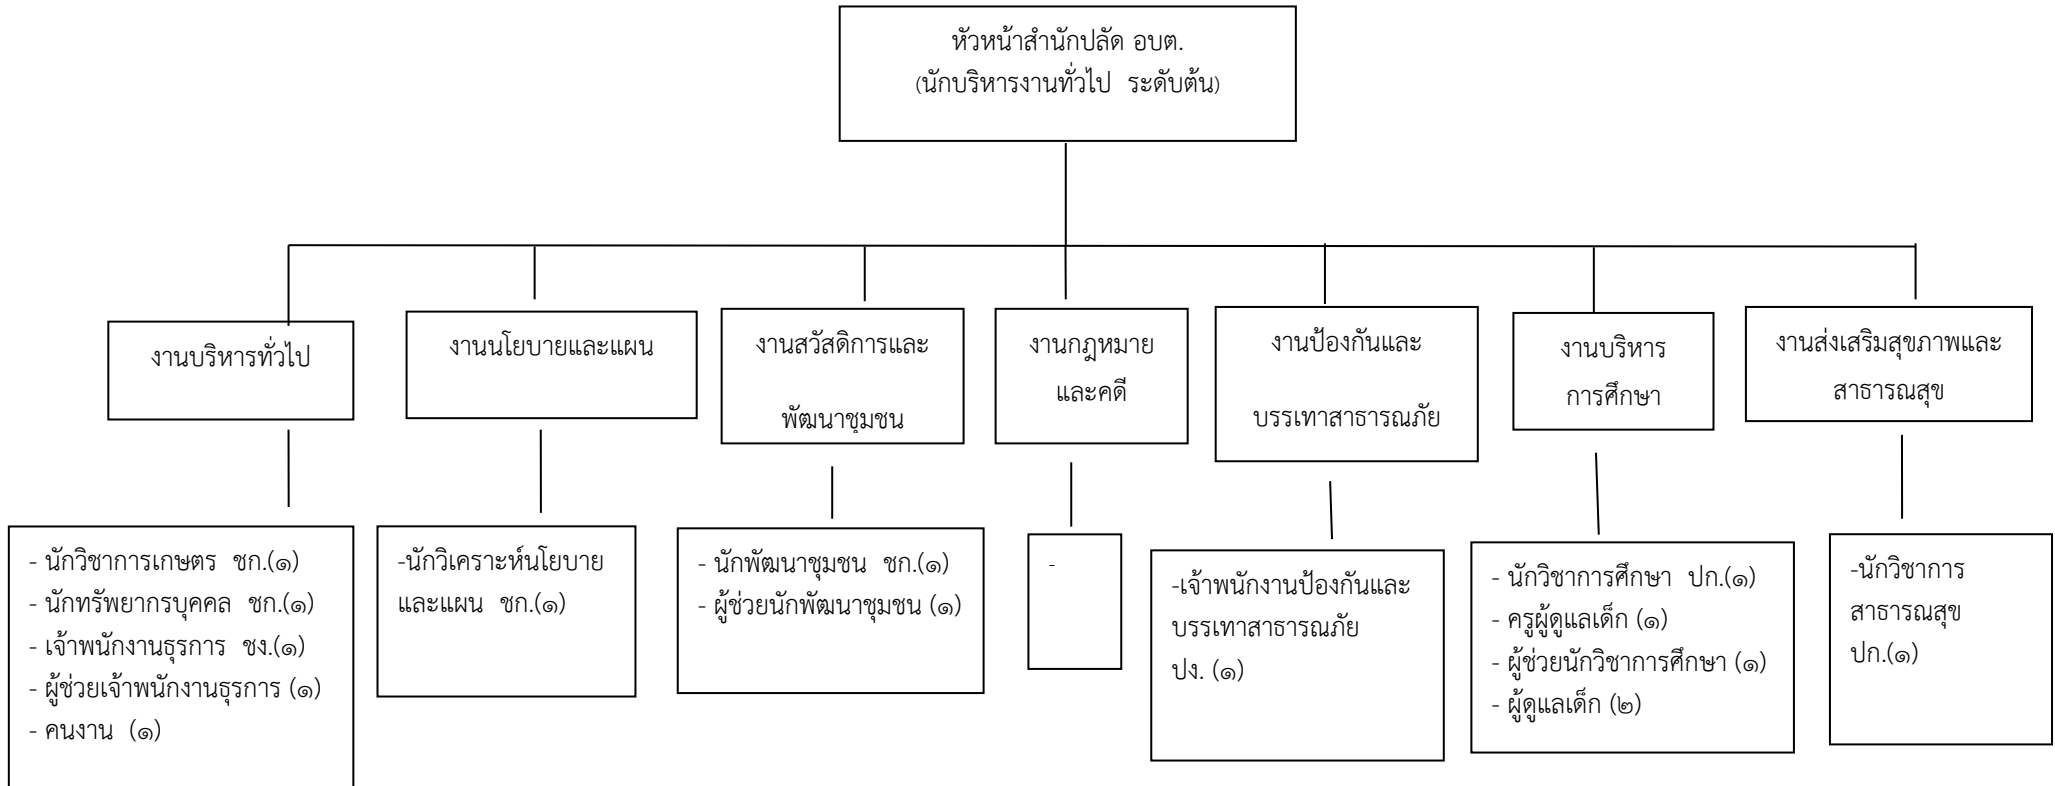 หัวหน้าสำนักปลัด อบต.
(นักบริหารงานทั่วไป ระดับต้น)
งานบริหารทั่วไป
งานนโยบายและแผน
งานสวัสดิการและ
พัฒนาชุมชน
งานกฎหมาย
และคดี
งานป้องกันและ
บรรเทาสาธารณภัย
งานบริหาร
การศึกษา
งานส่งเสริมสุขภาพและ
สาธารณสุข
- นักวิชาการเกษตร ชก.(๑)
- นักทรัพยากรบุคคล ชก.(๑)
- เจ้าพนักงานธุรการ ชง.(๑)
- ผู้ช่วยเจ้าพนักงานธุรการ (๑)
- คนงาน (๑)
-นักวิเคราะห์นโยบาย
และแผน ชก.(๑)
- นักพัฒนาชุมชน ชก.(๑)
- ผู้ช่วยนักพัฒนาชุมชน (๑)
-
-เจ้าพนักงานป้องกันและ
บรรเทาสาธารณภัย
ปง. (๑)
- นักวิชาการศึกษา ปก.(๑)
- ครูผู้ดูแลเด็ก (๑)
- ผู้ช่วยนักวิชาการศึกษา (๑)
- ผู้ดูแลเด็ก (๒)
-นักวิชาการ
สาธารณสุข
ปก.(๑)